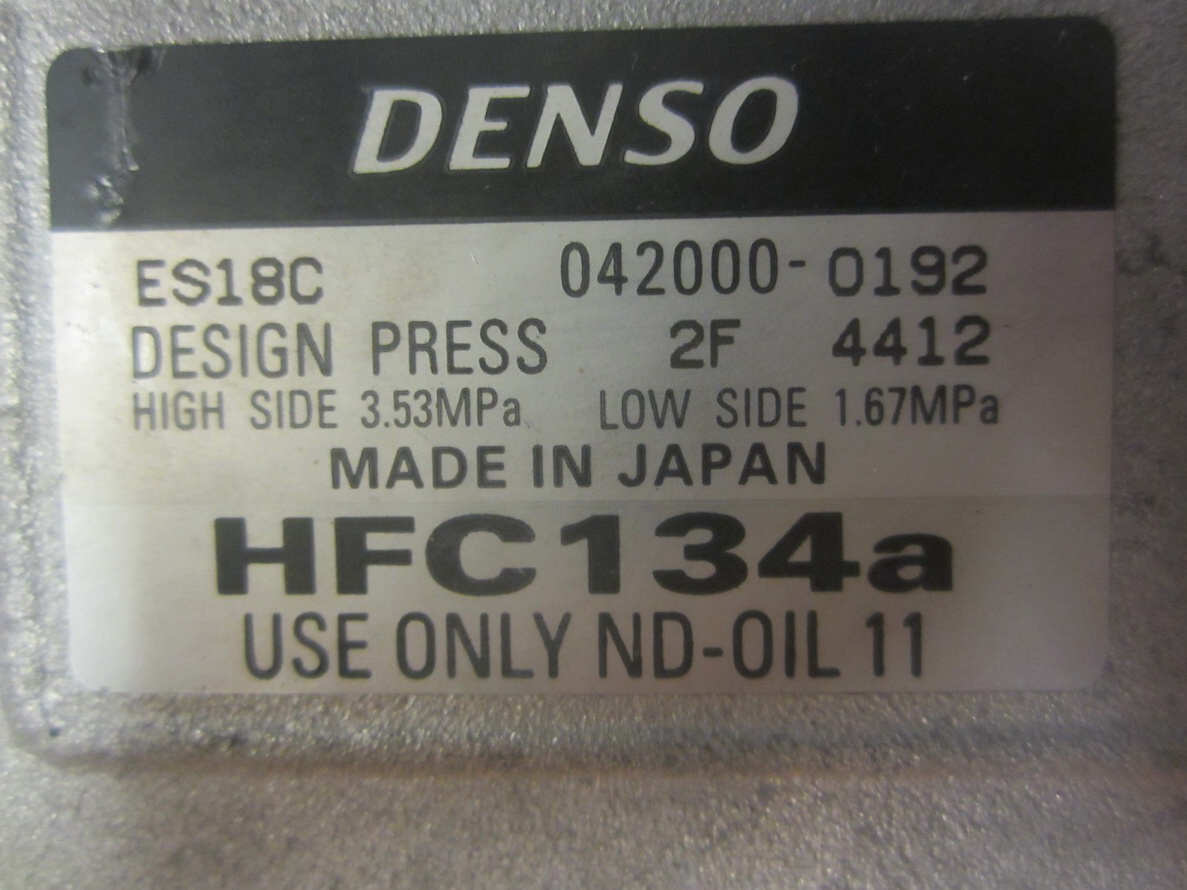 DENSO
ES18C 042000-0192
DESIGN PRESS 2F 4412
HIGH SIDE 3.53MPa LOW SIDE 1.67MPa
MADE IN JAPAN
HFC134a
USE ONLY ND-OIL 11